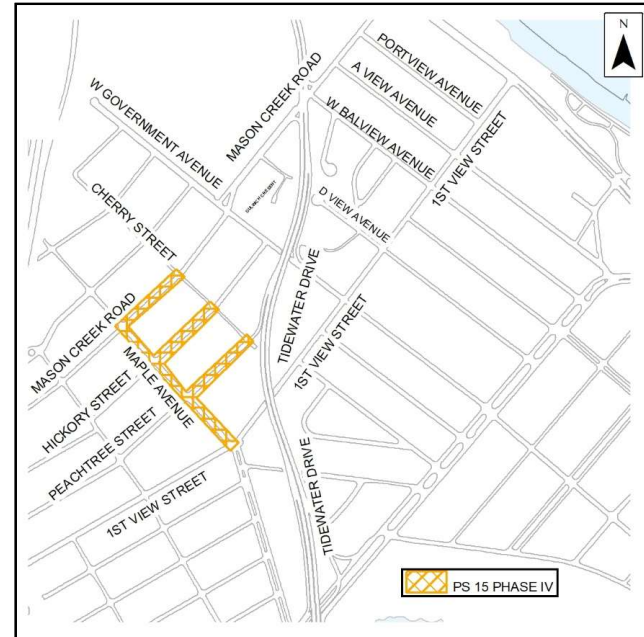 N
PORTVIEW AVENUE
A VIEW AVENUE
W BALVIEW AVENUE
MASON CREEK ROAD
W GOVERNMENT AVENUE
1ST VIEW STREET
D VIEW AVENUE
CHERRY STREET
TIDEWATER DRIVE
1ST VIEW STREET
MASON CREEK ROAD
MAPLE AVENUE
HICKORY STREET
PEACHTREE STREET
1ST VIEW STREET
TIDEWATER DRIVE
PS 15 PHASE IV